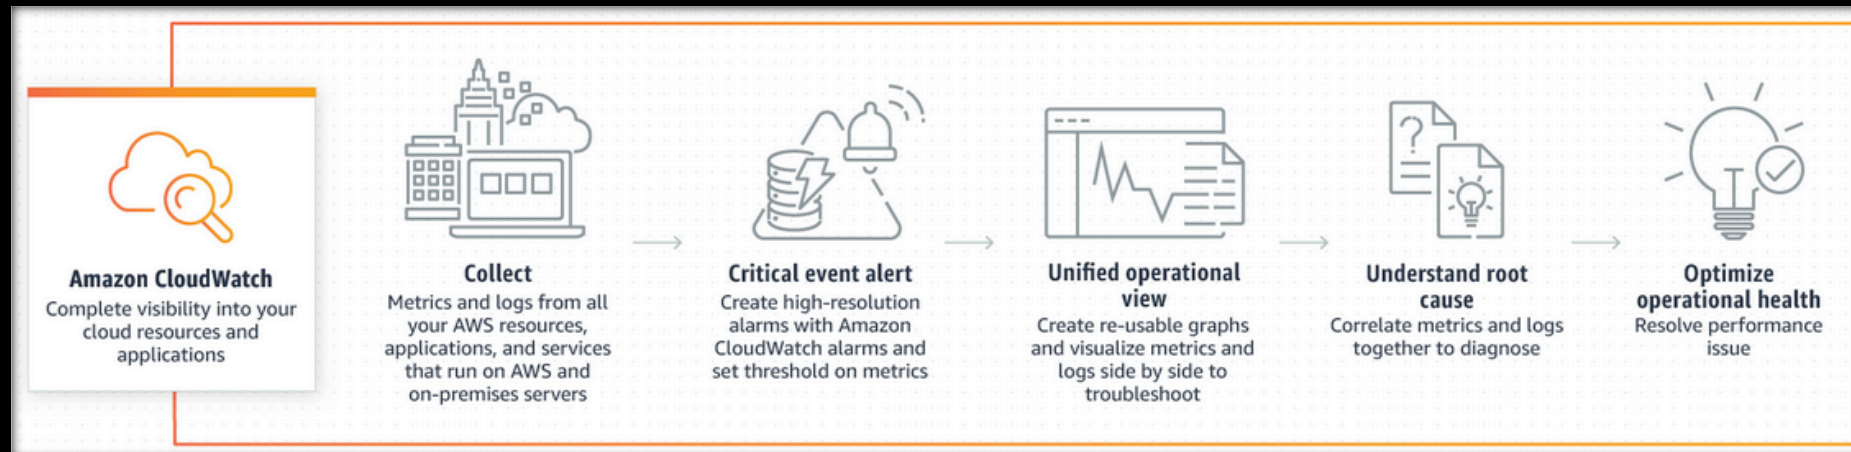 Amazon CloudWatch
Complete visibility into your
cloud resources and
applications
Collect
Metrics and logs from all
your AWS resources,
applications, and services
that run on AWS and
on-premises servers
Critical event alert
Create high-resolution
alarms with Amazon
CloudWatch alarms and
set threshold on metrics
Unified operational
view
Create re-usable graphs
and visualize metrics and
logs side by side to
troubleshoot
Understand root
cause
Correlate metrics and logs
together to diagnose
Optimize
operational health
Resolve performance
issue